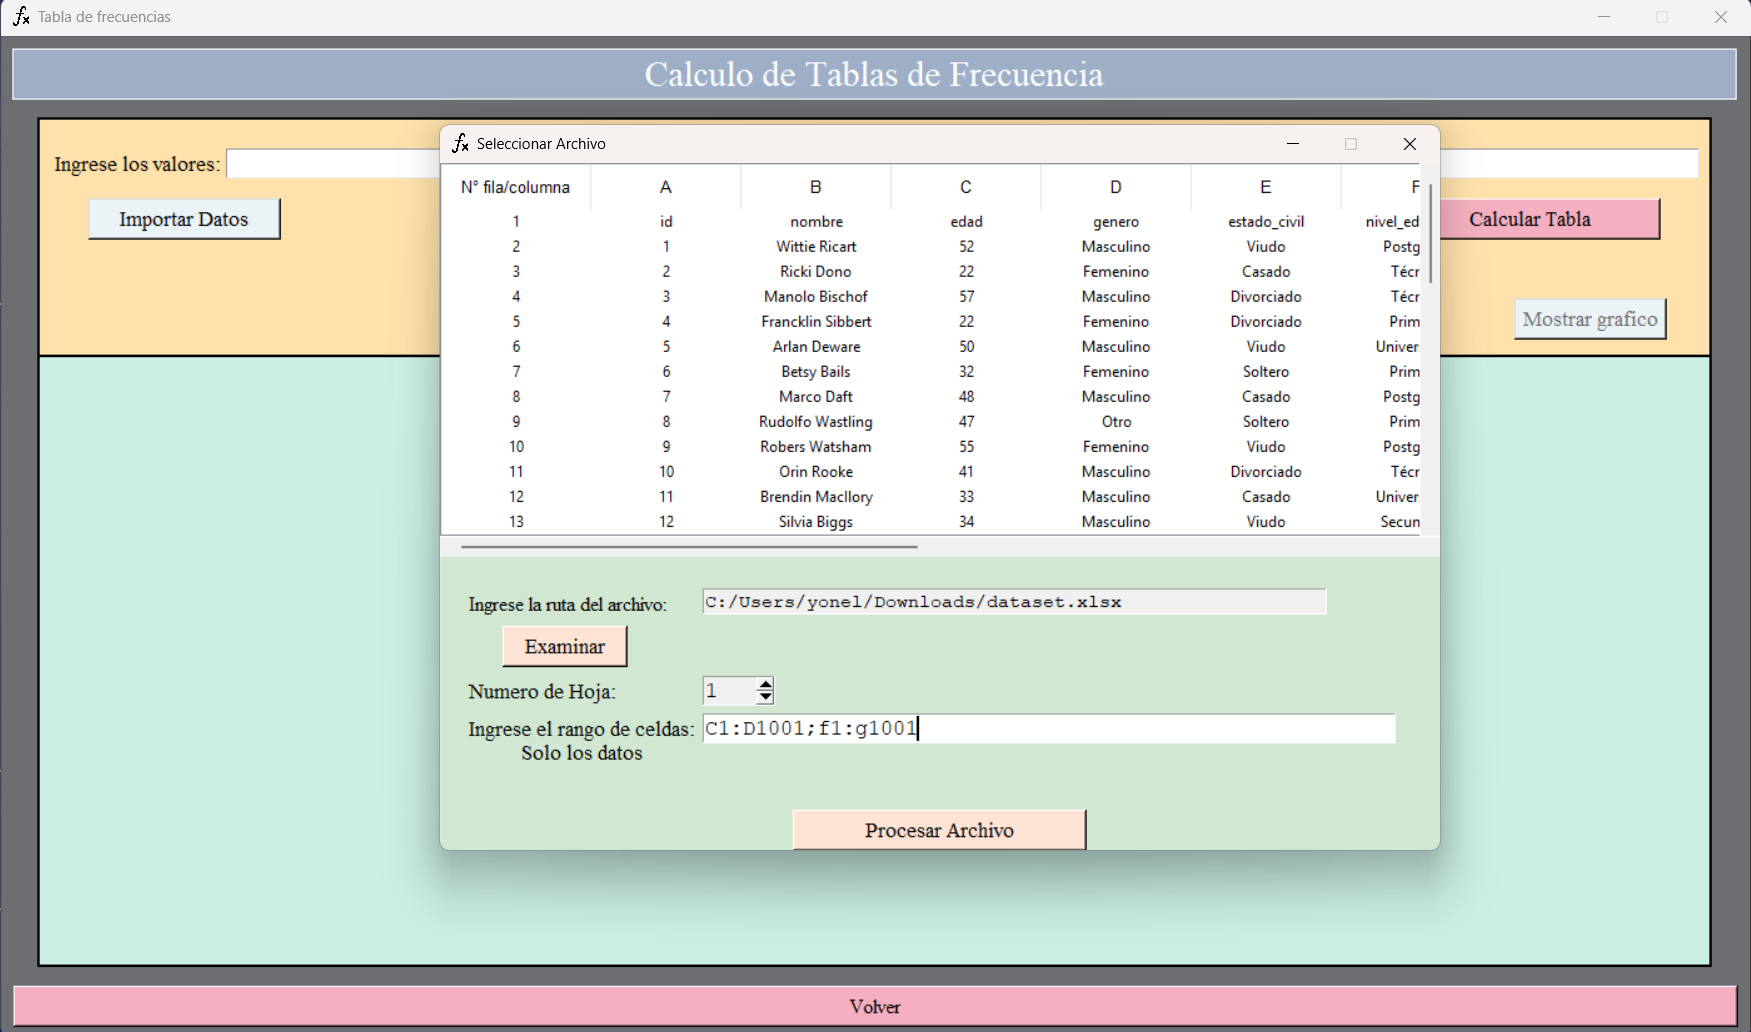 Tabla de frecuencias
Calculo de Tablas de Frecuencia
Ingrese los valores:
Importar Datos
Calcular Tabla
Mostrar grafico
Seleccionar Archivo
N° fila/columna A B C D E F
1 id nombre edad genero estado_civil nivel_ed
2 1 Wittie Ricart 52 Masculino Viudo Postg
3 2 Ricki Dono 22 Femenino Casado Técr
4 3 Manolo Bischof 57 Masculino Divorciado Técr
5 4 Francklin Sibbert 22 Femenino Divorciado Prim
6 5 Arlan Deware 50 Masculino Viudo Univer
7 6 Betsy Bails 32 Femenino Soltero Prim
8 7 Marco Daft 48 Masculino Casado Postg
9 8 Rudolfo Wastling 47 Otro Soltero Prim
10 9 Robers Watsham 55 Femenino Viudo Postg
11 10 Orin Rooke 41 Masculino Divorciado Técr
12 11 Brendin MacIlory 33 Masculino Casado Univer
13 12 Silvia Biggs 34 Masculino Viudo Secun
Ingrese la ruta del archivo: C:/Users/yonel/Downloads/dataset.xlsx
Examinar
Numero de Hoja: 1
Ingrese el rango de celdas: C1:D1001;f1:g1001
Solo los datos
Procesar Archivo
Volver